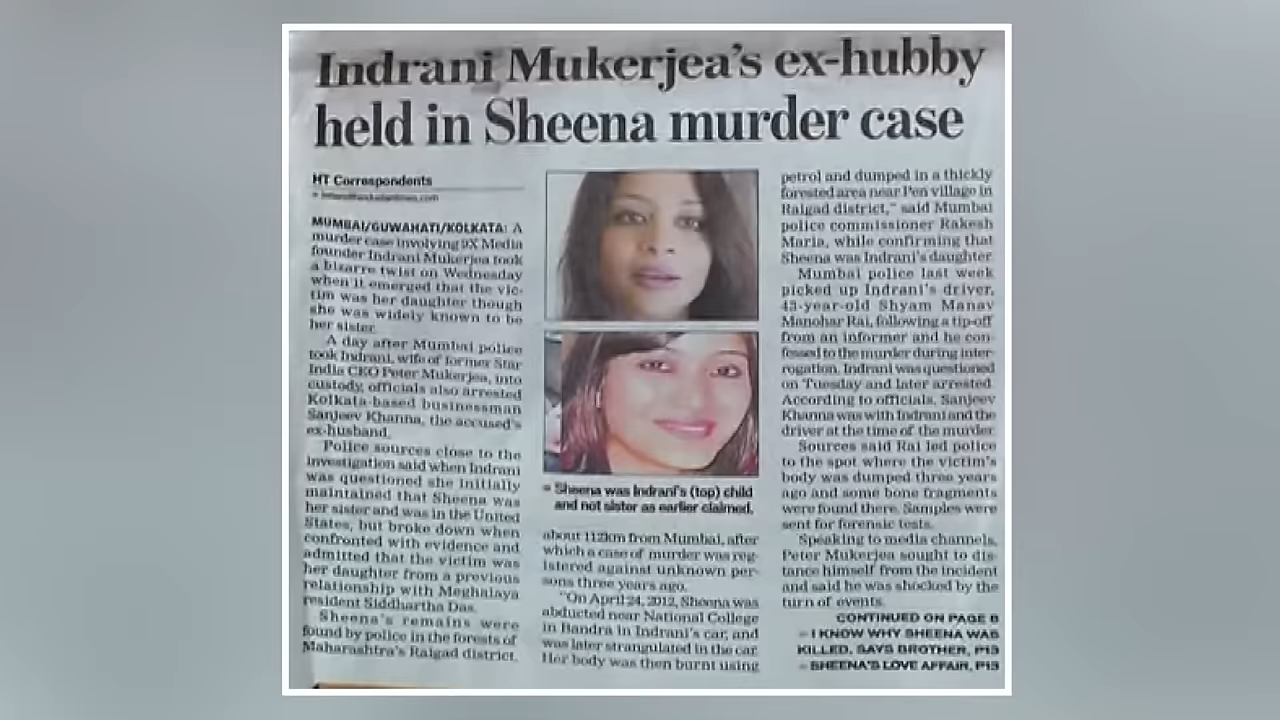 Indrani Mukerjea's ex-hubby
held in Sheena murder case
HT Correspondents
MUMBAI/GUWAHATI/KOLKATA: A
murder case involving 9X Media
founder Indrani Mukerjea took
a bizarre twist on Wednesday
when it emerged that the vic-
tim was her daughter though
she was widely known to be
her sister.
A day after Mumbai police
took Indrani, wife of former Star
India CEO Peter Mukerjea, into
custody, officials also arrested
Kolkata-based businessman
Sanjeev Khanna, the accused's
ex-husband.
Police sources close to the
investigation said when Indrani
was questioned she initially
maintained that Sheena was
her sister and was in the United
States, but broke down when
confronted with evidence and
admitted that the victim was
her daughter from a previous
relationship with Meghalaya
resident Siddhartha Das.
Sheena's remains were
found by police in the forests of
Maharashtra's Raigad district,
Sheena was Indrani's (top) child
and not sister as earlier claimed.
about 112km from Mumbai, after
which a case of murder was reg-
istered against unknown per-
sons three years ago.
"On April 24, 2012, Sheena was
abducted near National College
in Bandra in Indrani's car, and
was later strangulated in the car.
Her body was then burnt using
petrol and dumped in a thickly
forested area near Pen village in
Raigad district," said Mumbai
police commissioner Rakesh
Maria, while confirming that
Sheena was Indrani's daughter.
Mumbai police last week
picked up Indrani's driver,
43-year-old Shyam Manav
Manohar Rai, following a tip-off
from an informer and he con-
fessed to the murder during inter-
rogation. Indrani was questioned
on Tuesday and later arrested.
According to officials, Sanjeev
Khanna was with Indrani and the
driver at the time of the murder.
Sources said Rai led police
to the spot where the victim's
body was dumped three years
ago and some bone fragments
were found there. Samples were
sent for forensic tests.
Speaking to media channels,
Peter Mukerjea sought to dis-
tance himself from the incident
and said he was shocked by the
turn of events.
CONTINUED ON PAGE 8
I KNOW WHY SHEENA WAS
KILLED, SAYS BROTHER, P13
SHEENA'S LOVE AFFAIR, P13